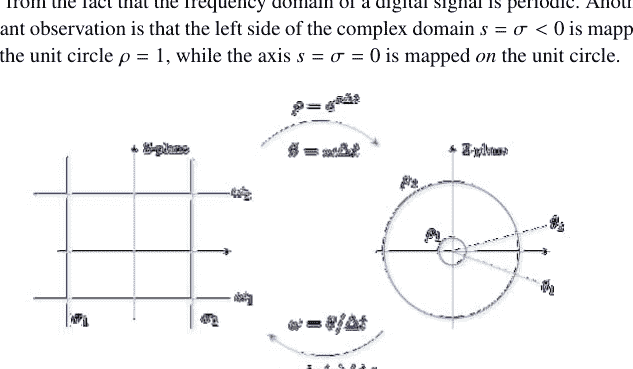 from the fact that the frequency domain of a digital signal is periodic. Anoth
ant observation is that the left side of the complex domain s = σ < 0 is mapp
the unit circle ρ = 1, while the axis s = σ = 0 is mapped on the unit circle.
ρ = e^{σΔt}
θ = ωΔt
S-plane
Z-plane
ω₂
ρ₂
ρ₁
θ₂
θ₁
ω₁
σ₁
σ₂
ω = θ/Δt